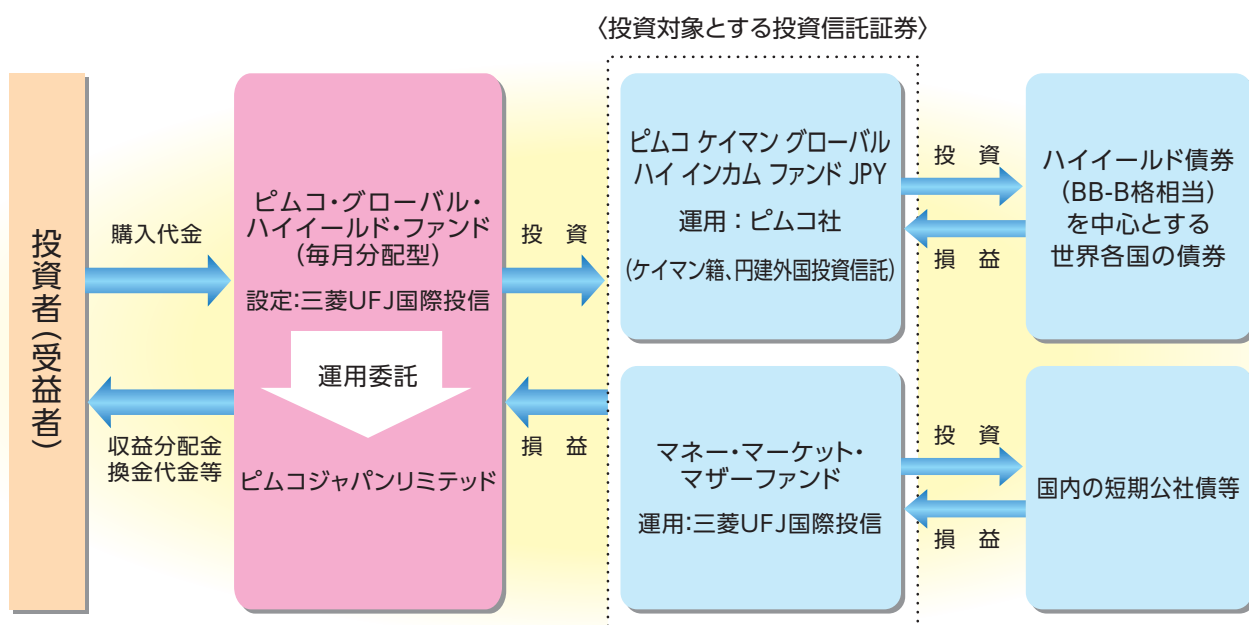 〈投資対象とする投資信託証券〉
投資者(受益者)
購入代金
収益分配金
換金代金等
ピムコ・グローバル・
ハイイールド・ファンド
(毎月分配型)
設定:三菱UFJ国際投信
運用委託
ピムコジャパンリミテッド
投 資
損 益
ピムコ ケイマン グローバル
ハイ インカム ファンド JPY
運用：ピムコ社
(ケイマン籍、円建外国投資信託)
投 資
損 益
ハイイールド債券
(BB-B格相当)
を中心とする
世界各国の債券
マネー・マーケット・
マザーファンド
運用:三菱UFJ国際投信
投 資
損 益
国内の短期公社債等